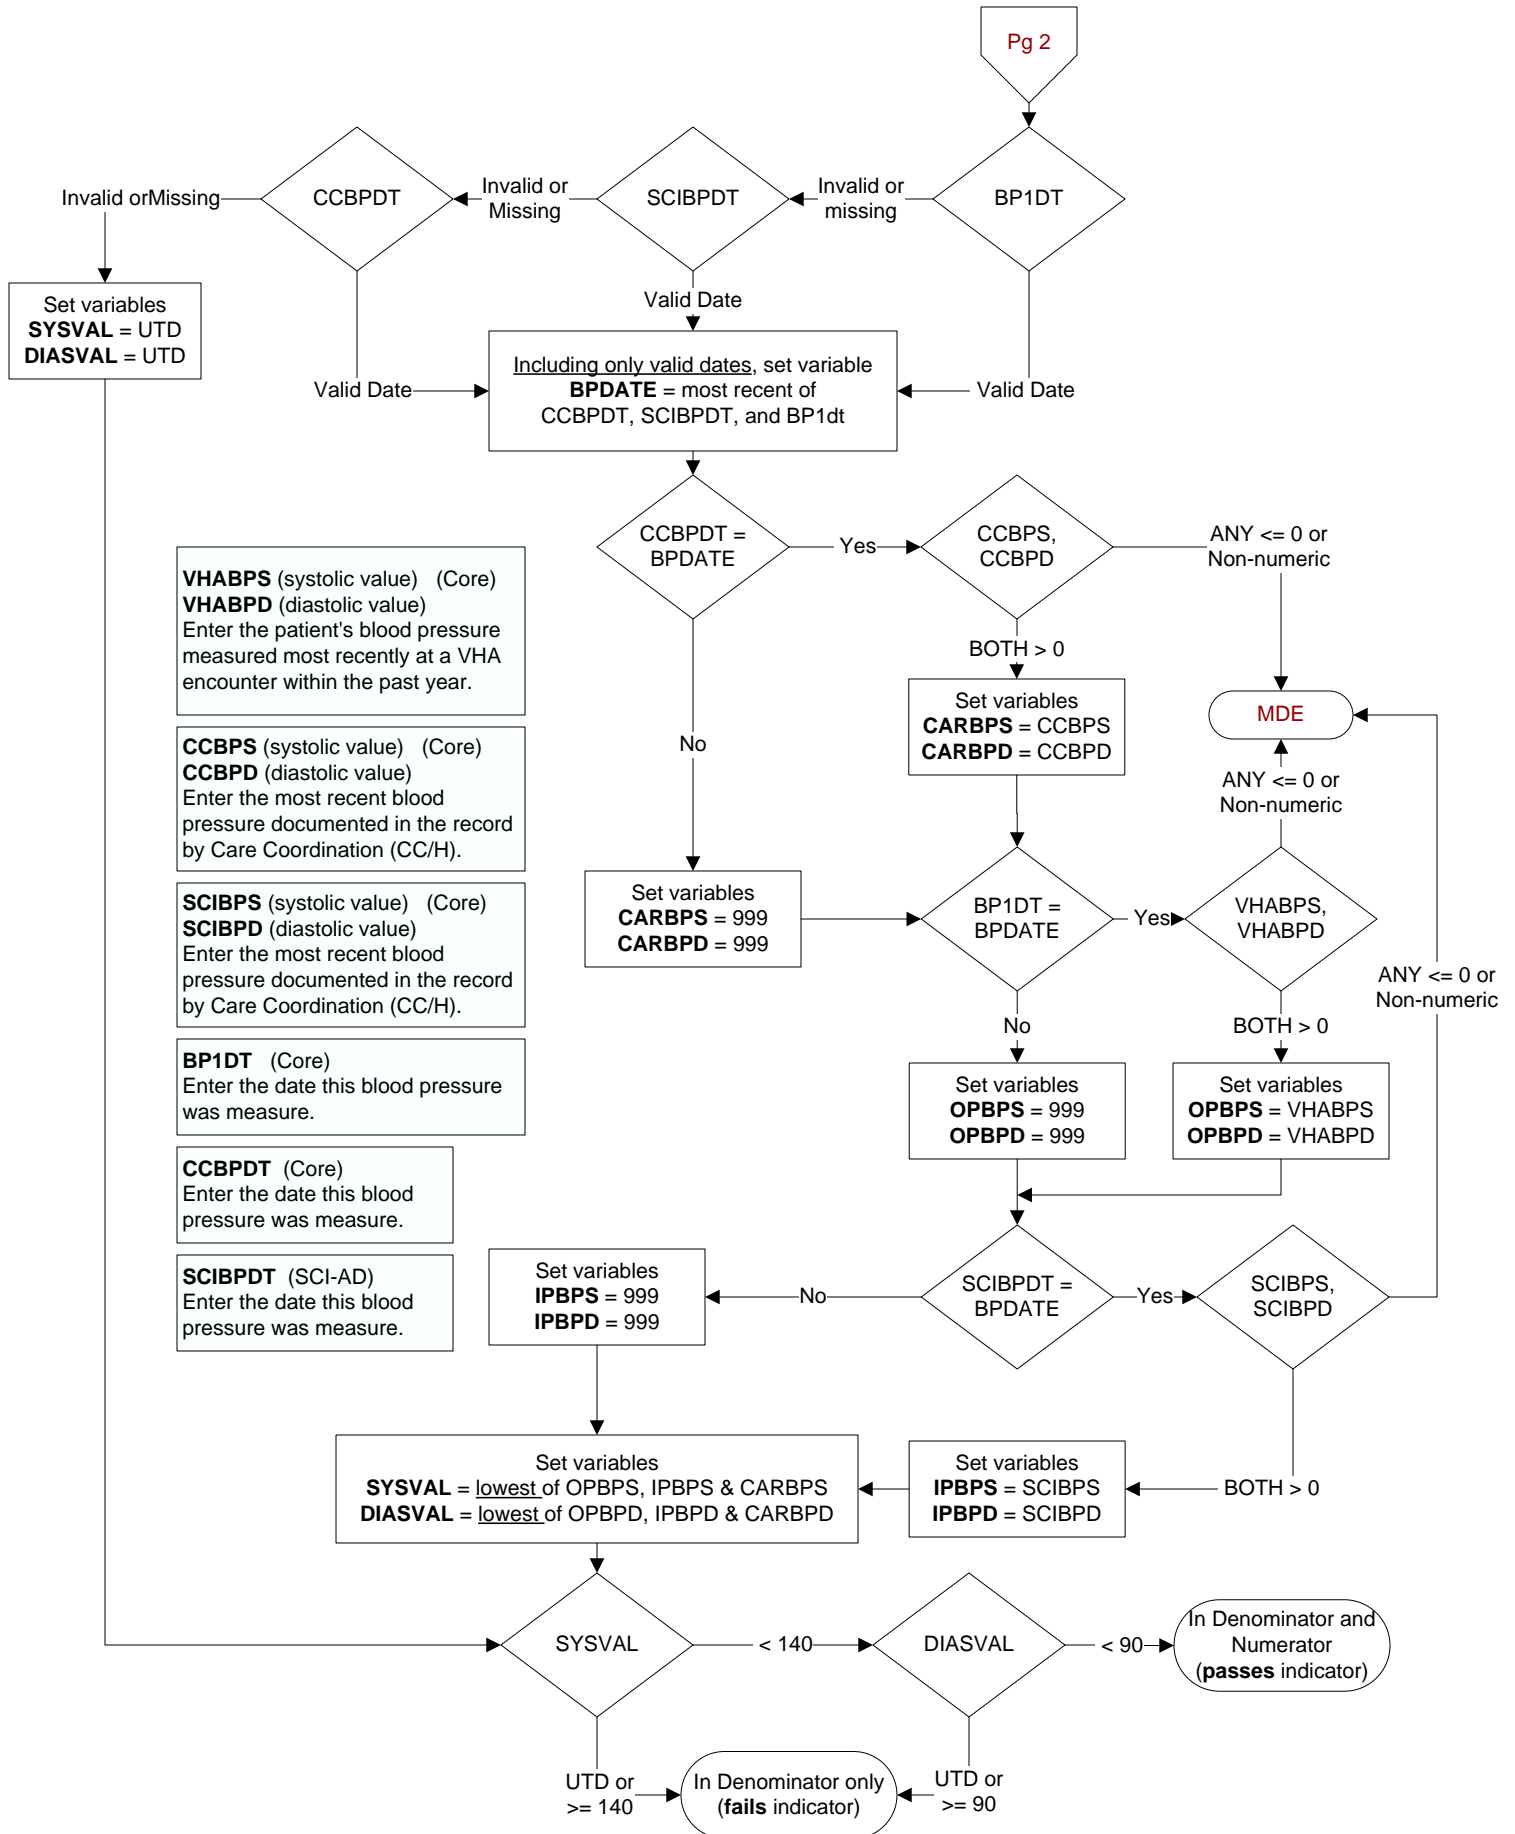 Pg 2
BP1DT
Invalid or
missing
SCIBPDT
Invalid or
Missing
CCBPDT
Invalid orMissing
Set variables
SYSVAL = UTD
DIASVAL = UTD
Valid Date
Valid Date
Valid Date
Including only valid dates, set variable
BPDATE = most recent of
CCBPDT, SCIBPDT, and BP1dt
CCBPDT =
BPDATE
Yes
CCBPS,
CCBPD
ANY <= 0 or
Non-numeric
BOTH > 0
Set variables
CARBPS = CCBPS
CARBPD = CCBPD
MDE
No
ANY <= 0 or
Non-numeric
VHABPS (systolic value) (Core)
VHABPD (diastolic value)
Enter the patient's blood pressure
measured most recently at a VHA
encounter within the past year.
CCBPS (systolic value) (Core)
CCBPD (diastolic value)
Enter the most recent blood
pressure documented in the record
by Care Coordination (CC/H).
SCIBPS (systolic value) (Core)
SCIBPD (diastolic value)
Enter the most recent blood
pressure documented in the record
by Care Coordination (CC/H).
BP1DT (Core)
Enter the date this blood pressure
was measure.
CCBPDT (Core)
Enter the date this blood
pressure was measure.
SCIBPDT (SCI-AD)
Enter the date this blood
pressure was measure.
Set variables
CARBPS = 999
CARBPD = 999
BP1DT =
BPDATE
Yes
VHABPS,
VHABPD
ANY <= 0 or
Non-numeric
No
BOTH > 0
Set variables
OPBPS = 999
OPBPD = 999
Set variables
OPBPS = VHABPS
OPBPD = VHABPD
Set variables
IPBPS = 999
IPBPD = 999
No
SCIBPDT =
BPDATE
Yes
SCIBPS,
SCIBPD
Set variables
SYSVAL = lowest of OPBPS, IPBPS & CARBPS
DIASVAL = lowest of OPBPD, IPBPD & CARBPD
Set variables
IPBPS = SCIBPS
IPBPD = SCIBPD
BOTH > 0
SYSVAL
< 140
DIASVAL
< 90
In Denominator and
Numerator
(passes indicator)
UTD or
>= 140
In Denominator only
(fails indicator)
UTD or
>= 90